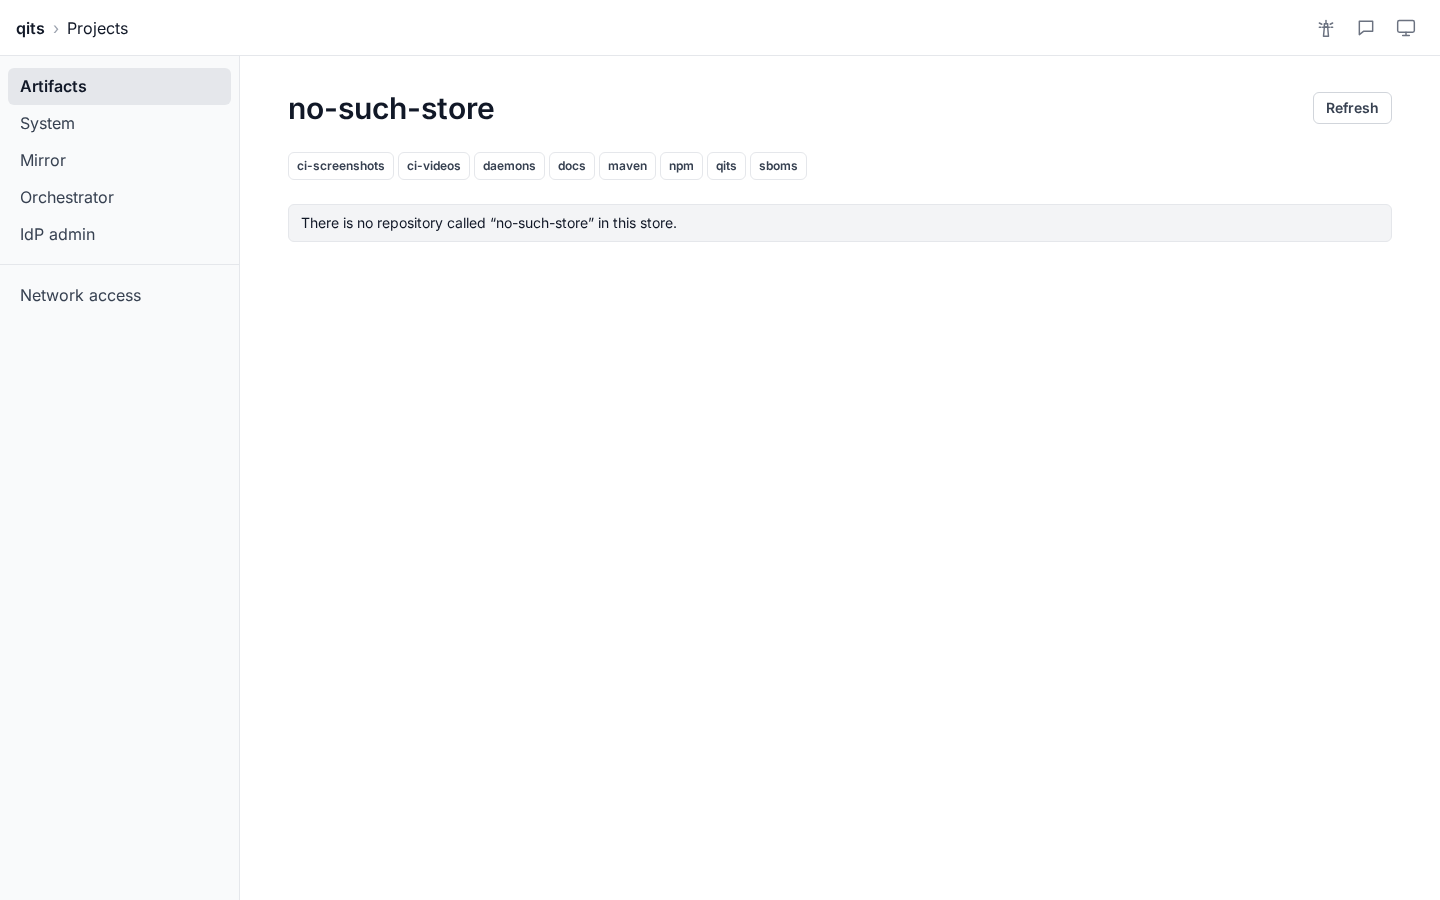 qits › Projects
Artifacts
System
Mirror
Orchestrator
IdP admin
Network access
no-such-store
Refresh
ci-screenshots ci-videos daemons docs maven npm qits sboms
There is no repository called “no-such-store” in this store.